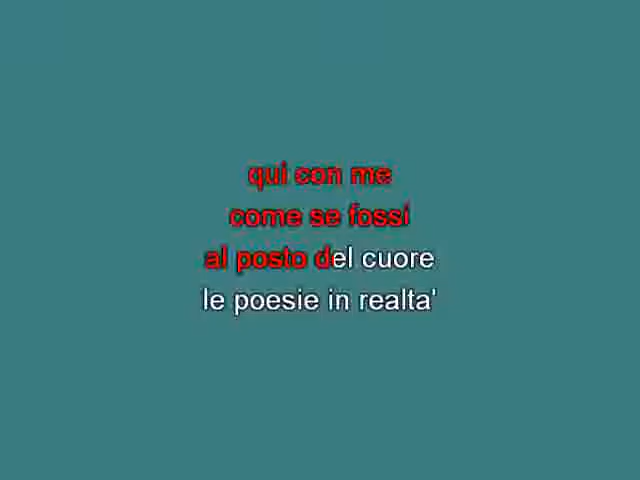 qui con me
come se fossi
al posto del cuore
le poesie in realta'